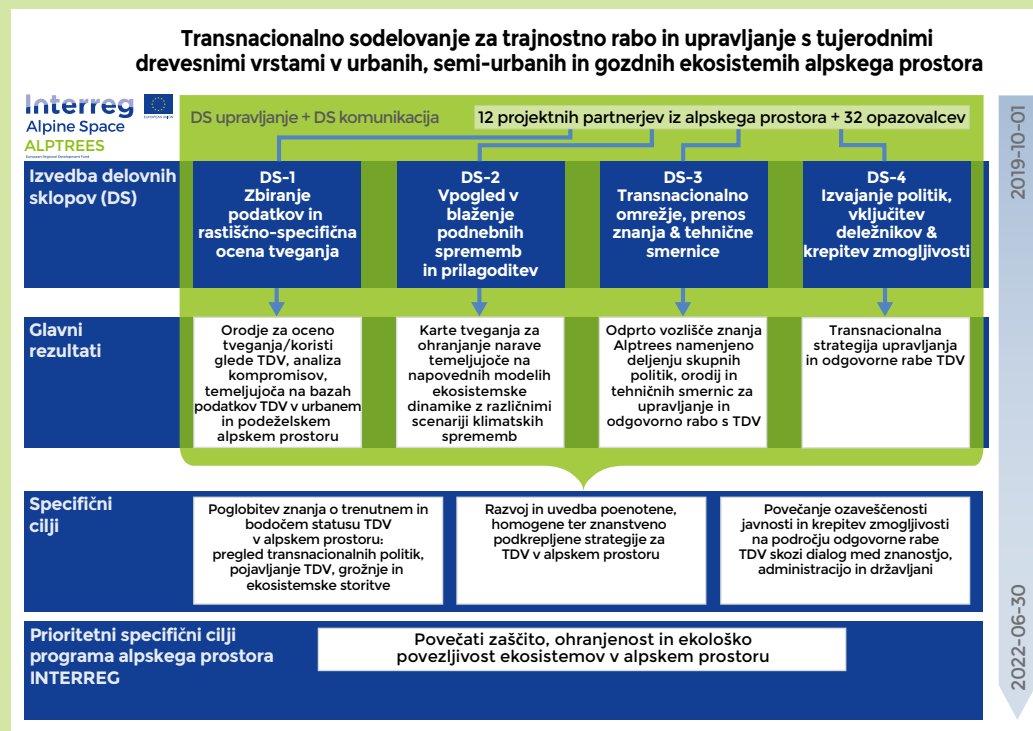 Transnacionalno sodelovanje za trajnostno rabo in upravljanje s tujerodnimi
drevesnimi vrstami v urbanih, semi-urbanih in gozdnih ekosistemih alpskega prostora
Interreg
EUROPEAN UNION
Alpine Space
ALPTREES
European Regional Development Fund
DS upravljanje + DS komunikacija
12 projektnih partnerjev iz alpskega prostora + 32 opazovalcev
2019-10-01
Izvedba delovnih
sklopov (DS)
DS-1
Zbiranje
podatkov in
rastiščno-specifična
ocena tveganja
DS-2
Vpogled v
blaženje
podnebnih
sprememb
in prilagoditev
DS-3
Transnacionalno
omrežje, prenos
znanja & tehnične
smernice
DS-4
Izvajanje politik,
vključitev
deležnikov &
krepitev zmogljivosti
Glavni
rezultati
Orodje za oceno
tveganja/koristi
glede TDV, analiza
kompromisov,
temeljujoča na bazah
podatkov TDV v urbanem
in podeželskem
alpskem prostoru
Karte tveganja za
ohranjanje narave
temeljujoče na
napovednih modelih
ekosistemske
dinamike z različnimi
scenariji klimatskih
sprememb
Odprto vozlišče znanja
Alptrees namenjeno
deljenju skupnih
politik, orodij in
tehničnih smernic za
upravljanje in
odgovorno rabo s TDV
Transnacionalna
strategija upravljanja
in odgovorne rabe TDV
Specifični
cilji
Poglobitev znanja o trenutnem in
bodočem statusu TDV
v alpskem prostoru:
pregled transnacionalnih politik,
pojavljanje TDV, grožnje in
ekosistemske storitve
Razvoj in uvedba poenotene,
homogene ter znanstveno
podkrepljene strategije za
TDV v alpskem prostoru
Povečanje ozaveščenosti
javnosti in krepitev zmogljivosti
na področju odgovorne rabe
TDV skozi dialog med znanostjo,
administracijo in državljani
Prioritetni specifični cilji
programa alpskega prostora
INTERREG
Povečati zaščito, ohranjenost in ekološko
povezljivost ekosistemov v alpskem prostoru
2022-06-30